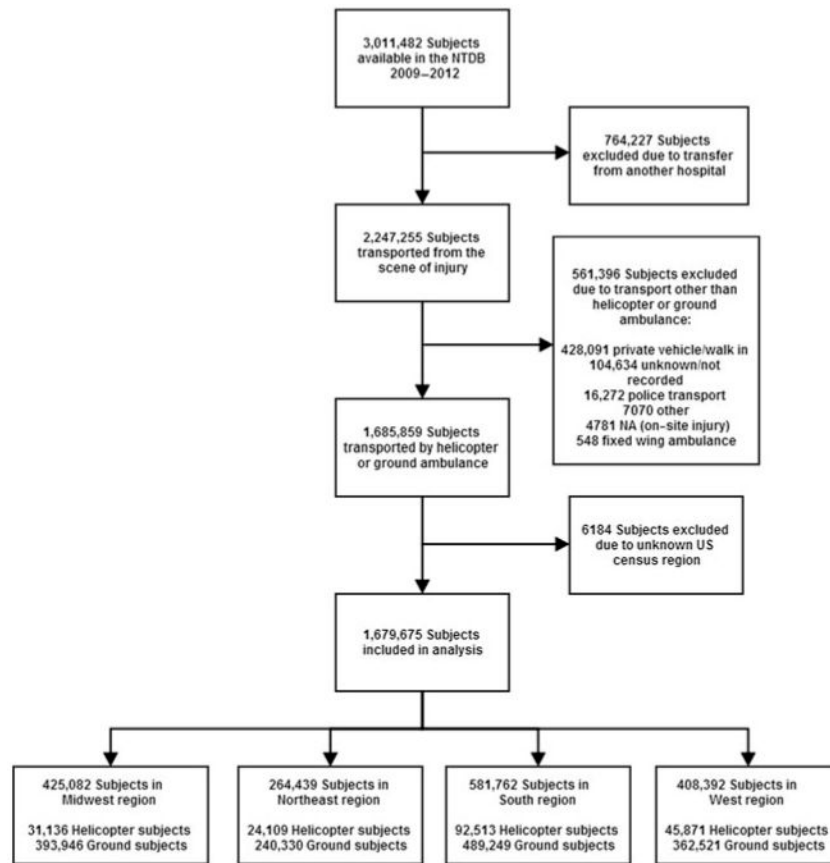 3,011,482 Subjects
available in the NTDB
2009–2012
764,227 Subjects
excluded due to transfer
from another hospital
2,247,255 Subjects
transported from the
scene of injury
561,396 Subjects excluded
due to transport other than
helicopter or ground
ambulance:
428,091 private vehicle/walk in
104,634 unknown/not
recorded
16,272 police transport
7070 other
4781 NA (on-site injury)
548 fixed wing ambulance
1,685,859 Subjects
transported by helicopter
or ground ambulance
6184 Subjects excluded
due to unknown US
census region
1,679,675 Subjects
included in analysis
425,082 Subjects in
Midwest region
31,136 Helicopter subjects
393,946 Ground subjects
264,439 Subjects in
Northeast region
24,109 Helicopter subjects
240,330 Ground subjects
581,762 Subjects in
South region
92,513 Helicopter subjects
489,249 Ground subjects
408,392 Subjects in
West region
45,871 Helicopter subjects
362,521 Ground subjects